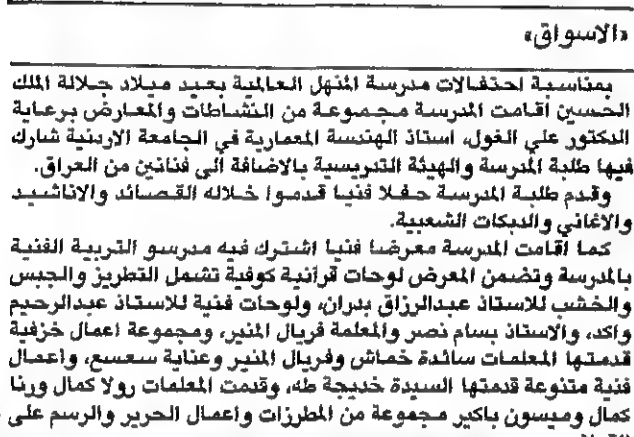 «الاسواق»
بمناسبة احتفالات مدرسة المنهل العالمية بعيد ميلاد جلالة الملك
الحسين أقامت المدرسة مجموعة من النشاطات والمعارض برعاية
الدكتور علي الغول، استاذ الهندسة المعمارية في الجامعة الاردنية شارك
فيها طلبة المدرسة والهيئة التدريسية بالاضافة الى فنانين من العراق.
وقدم طلبة المدرسة حفلا فنيا قدموا خلاله القصائد والاناشيد
والاغاني والدبكات الشعبية.
كما اقامت المدرسة معرضا فنيا اشترك فيه مدرسو التربية الفنية
بالمدرسة وتضمن المعرض لوحات قرآنية كوفية تشمل التطريز والجبس
والخشب للاستاذ عبدالرزاق بدران، ولوحات فنية للاستاذ عبدالرحيم
واكد، والاستاذ بسام نصر والمعلمة فريال المنير، ومجموعة اعمال خزفية
قدمتها المعلمات سائدة خماش وفريال المنير وعناية سعسع، واعمال
فنية متنوعة قدمتها السيدة خديجة طه، وقدمت المعلمات رولا كمال ورنا
كمال وميسون باكير مجموعة من المطرزات واعمال الحرير والرسم على